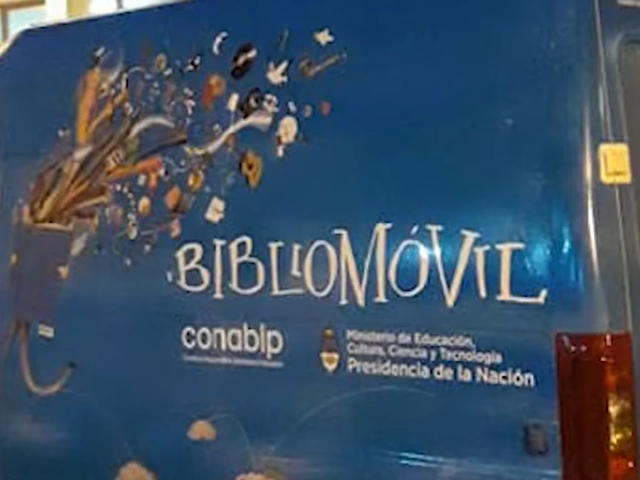 BIBLIOMÓVIL
conabip
Ministerio de Educación,
Cultura, Ciencia y Tecnología
Presidencia de la Nación